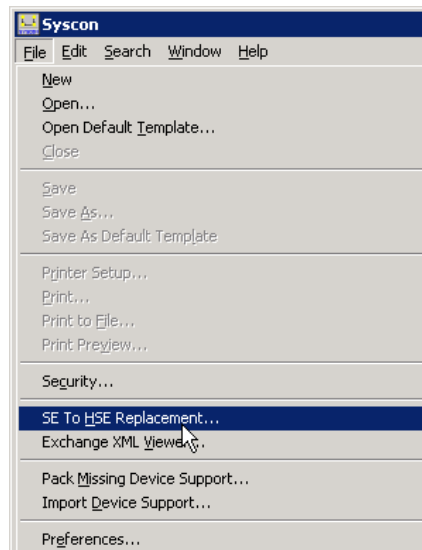 Syscon
File Edit Search Window Help
New
Open...
Open Default Template...
Close
Save
Save As...
Save As Default Template
Printer Setup...
Print...
Print to File...
Print Preview...
Security...
SE To HSE Replacement...
Exchange XML Viewer...
Pack Missing Device Support...
Import Device Support...
Preferences...